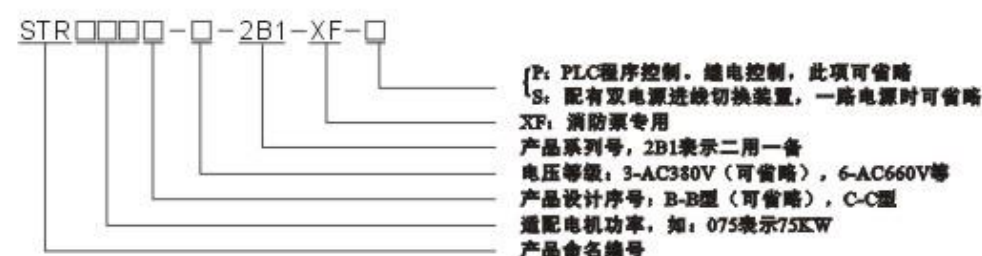 STR□□□□-□-2B1-XF-□
P：PLC程序控制。继电控制，此项可省略
S：配有双电源进线切换装置，一路电源时可省略
XF：消防泵专用
产品系列号，2B1表示二用一备
电压等级：3-AC380V（可省略），6-AC660V等
产品设计序号：B-B型（可省略），C-C型
适配电机功率，如：075表示75KW
产品命名编号